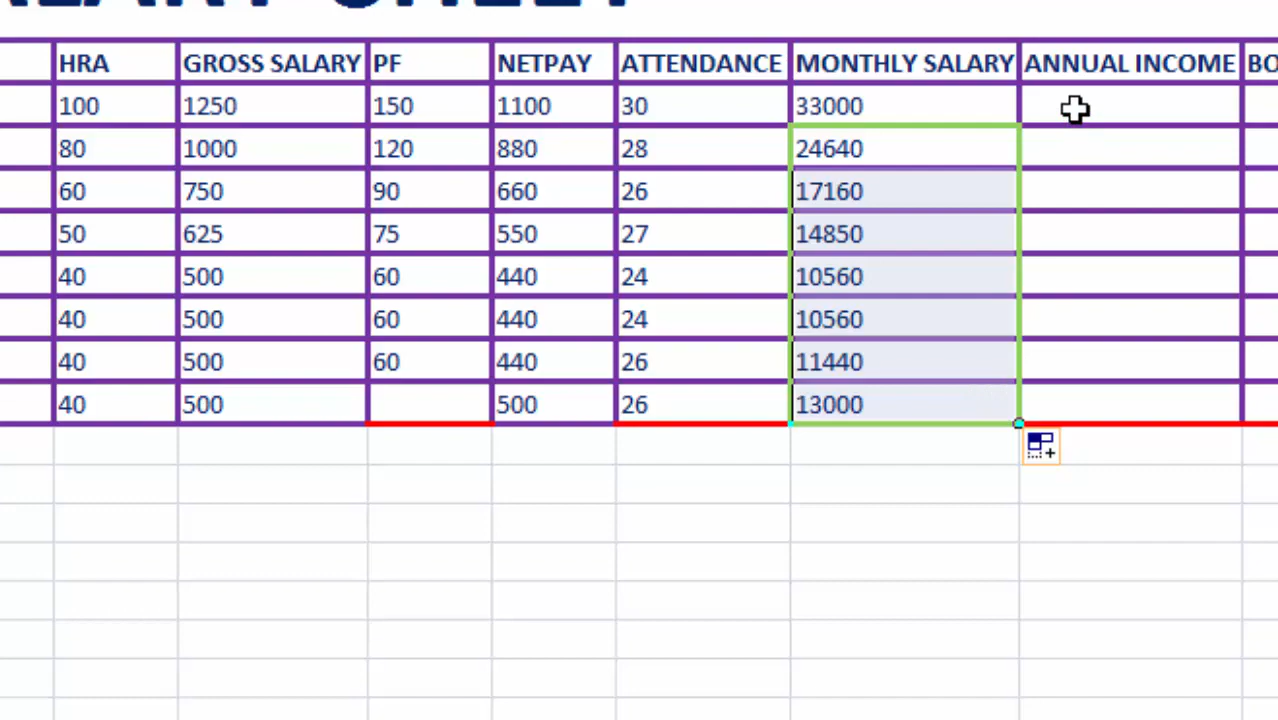 HRA GROSS SALARY PF NETPAY ATTENDANCE MONTHLY SALARY ANNUAL INCOME
100 1250 150 1100 30 33000
80 1000 120 880 28 24640
60 750 90 660 26 17160
50 625 75 550 27 14850
40 500 60 440 24 10560
40 500 60 440 24 10560
40 500 60 440 26 11440
40 500 500 26 13000